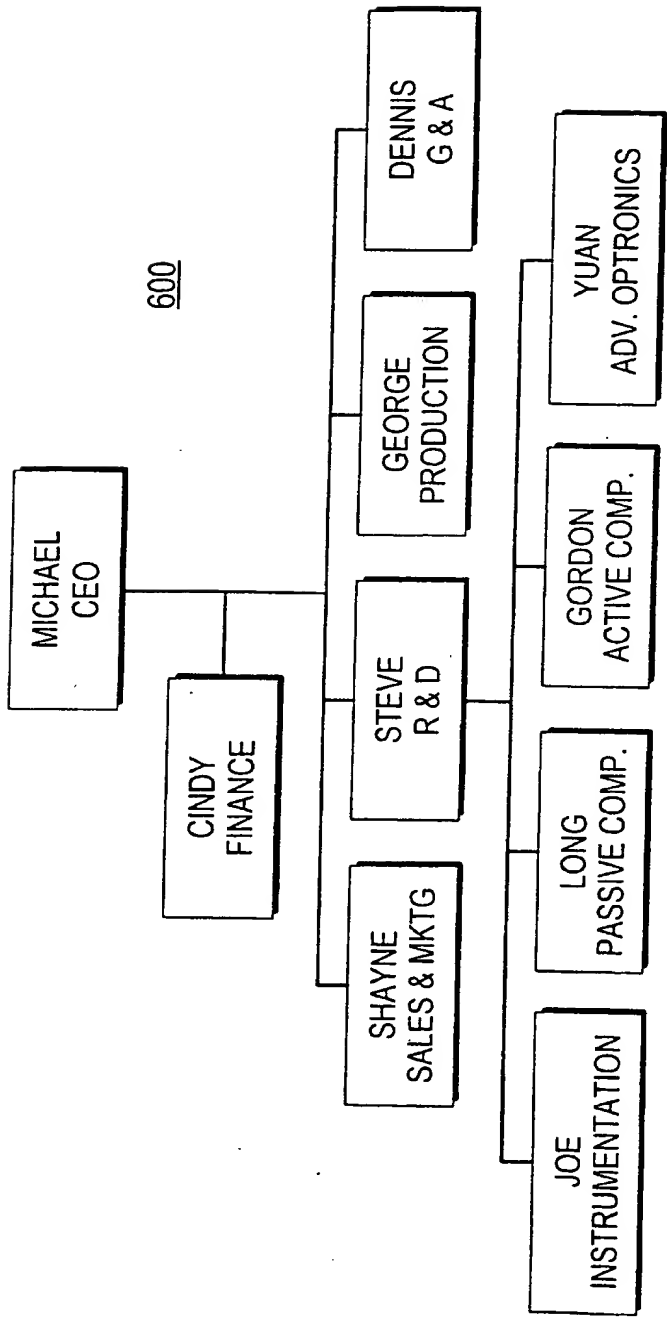 600
MICHAEL
CEO
CINDY
FINANCE
SHAYNE
SALES & MKTG
STEVE
R & D
GEORGE
PRODUCTION
DENNIS
G & A
JOE
INSTRUMENTATION
LONG
PASSIVE COMP.
GORDON
ACTIVE COMP.
YUAN
ADV. OPTRONICS